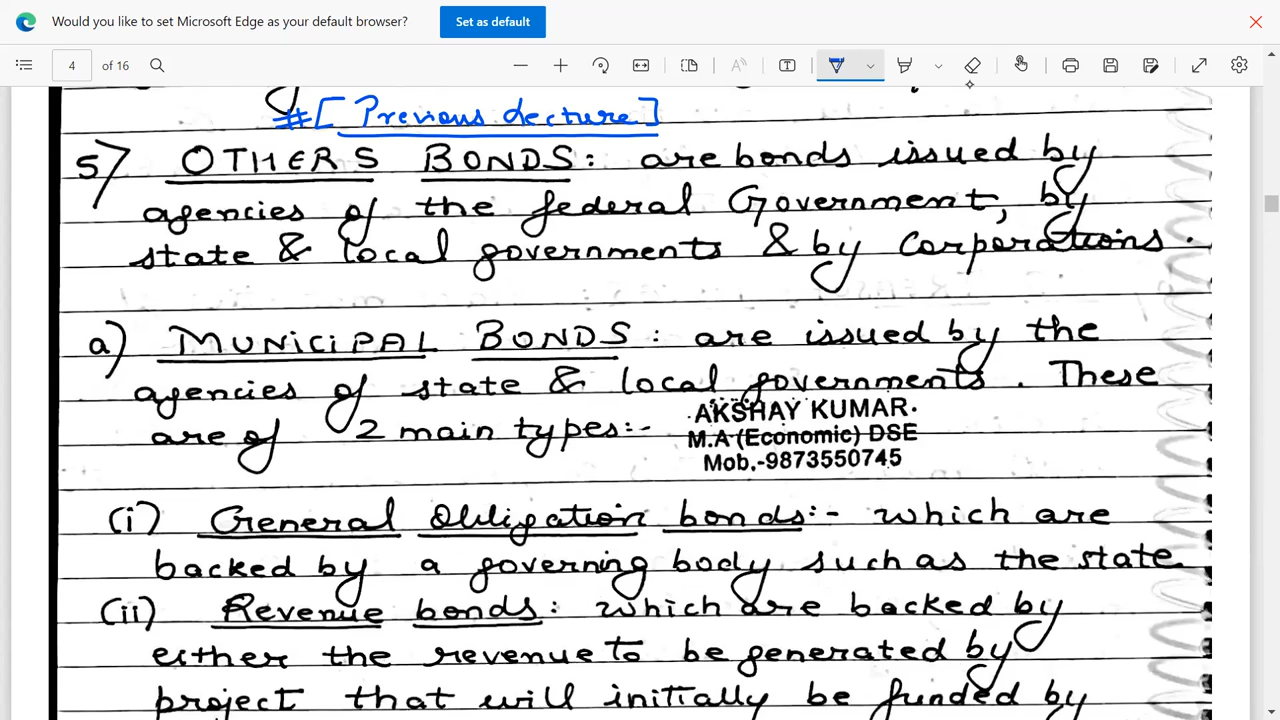 Would you like to set Microsoft Edge as your default browser? Set as default
4 of 16
#[Previous Lecture]
5) OTHERS BONDS: are bonds issued by
agencies of the federal Government, by
state & local governments & by corporations.
a) MUNICIPAL BONDS: are issued by the
agencies of state & local governments. These
are of 2 main types:-
AKSHAY KUMAR.
M.A (Economic) DSE
Mob.-9873550745
(i) General Obligation bonds:- which are
backed by a governing body such as the state.
(ii) Revenue bonds: which are backed by
either the revenue to be generated by
project that will initially be funded by